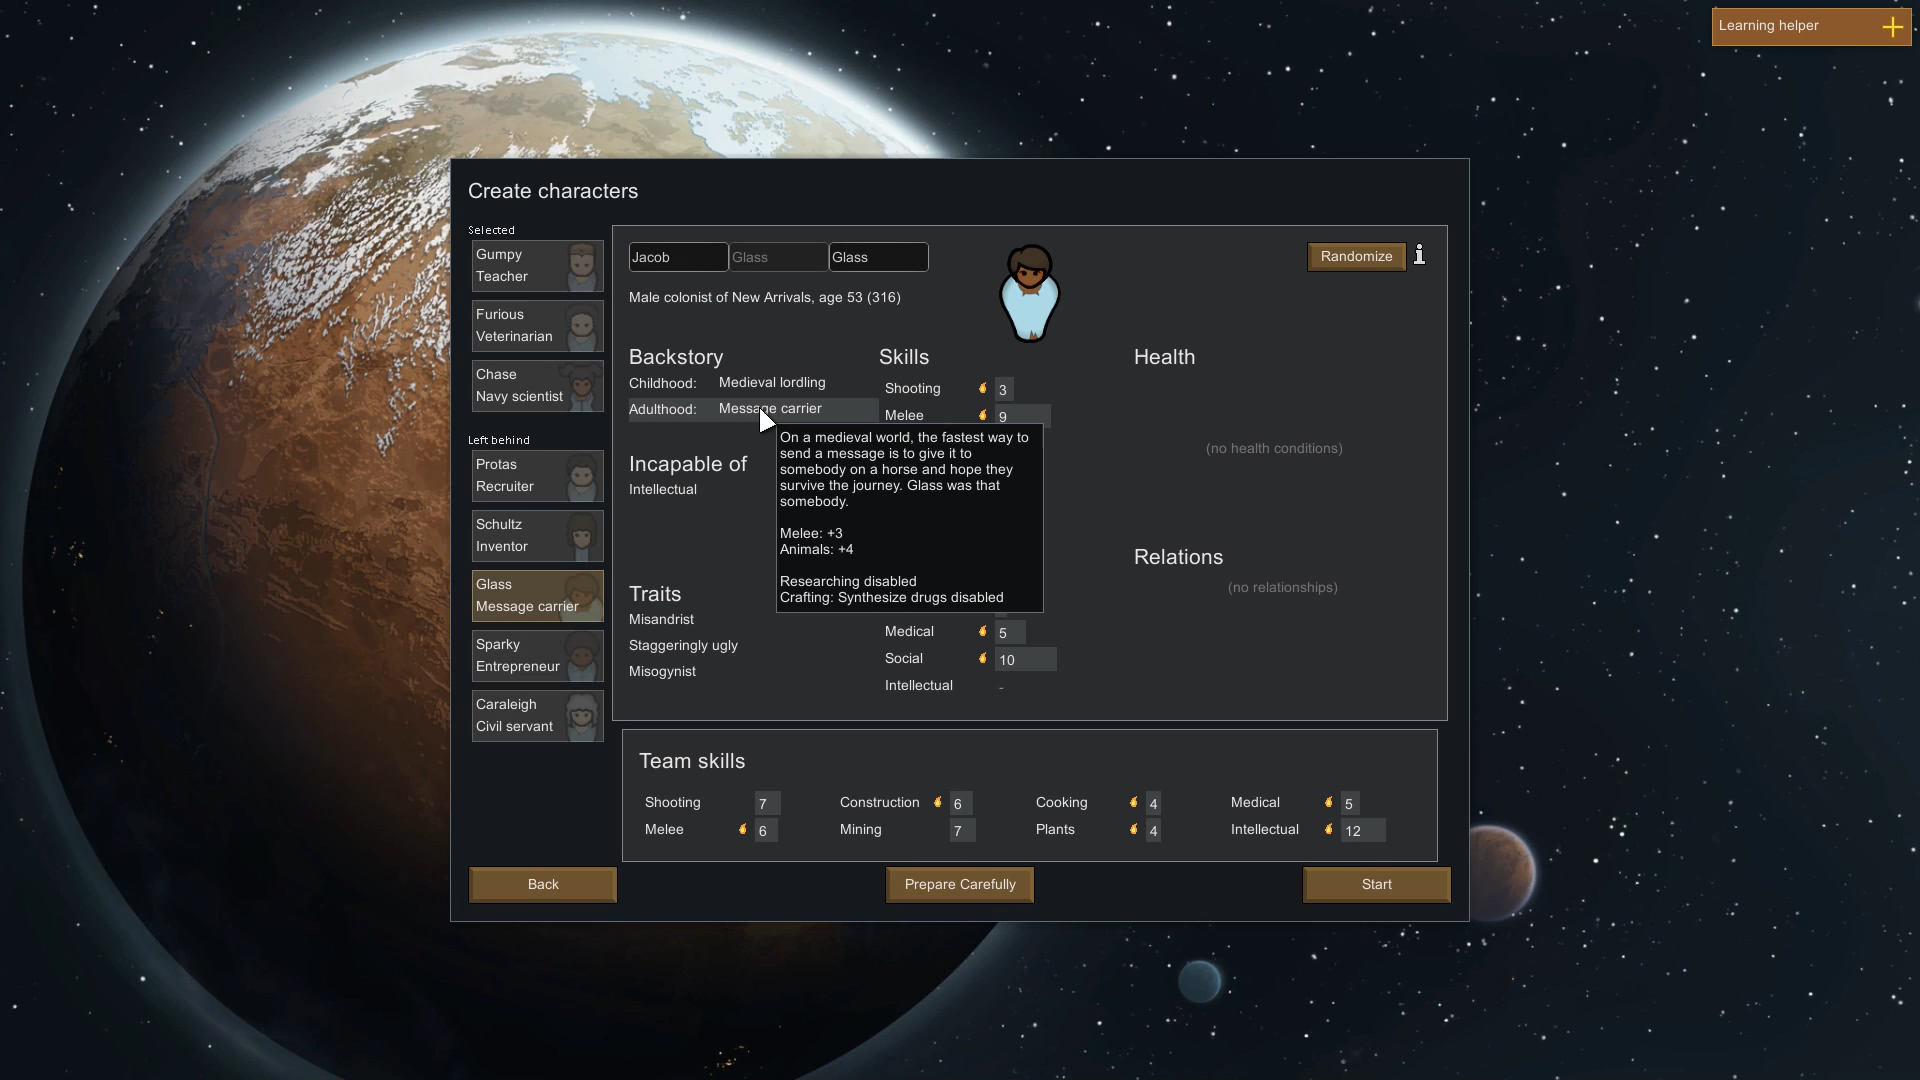 Learning helper
Create characters
Selected
Gumpy
Teacher
Furious
Veterinarian
Chase
Navy scientist
Left behind
Protas
Recruiter
Schultz
Inventor
Glass
Message carrier
Sparky
Entrepreneur
Caraleigh
Civil servant
Jacob
Glass
Glass
Randomize
Male colonist of New Arrivals, age 53 (316)
Backstory
Childhood: Medieval lordling
Adulthood: Message carrier
Incapable of
Intellectual
Traits
Misandrist
Staggeringly ugly
Misogynist
Skills
Shooting 3
Melee 9
On a medieval world, the fastest way to
send a message is to give it to
somebody on a horse and hope they
survive the journey. Glass was that
somebody.
Melee: +3
Animals: +4
Researching disabled
Crafting: Synthesize drugs disabled
Medical 5
Social 10
Intellectual -
Health
(no health conditions)
Relations
(no relationships)
Team skills
Shooting 7
Construction 6
Cooking 4
Medical 5
Melee 6
Mining 7
Plants 4
Intellectual 12
Back
Prepare Carefully
Start